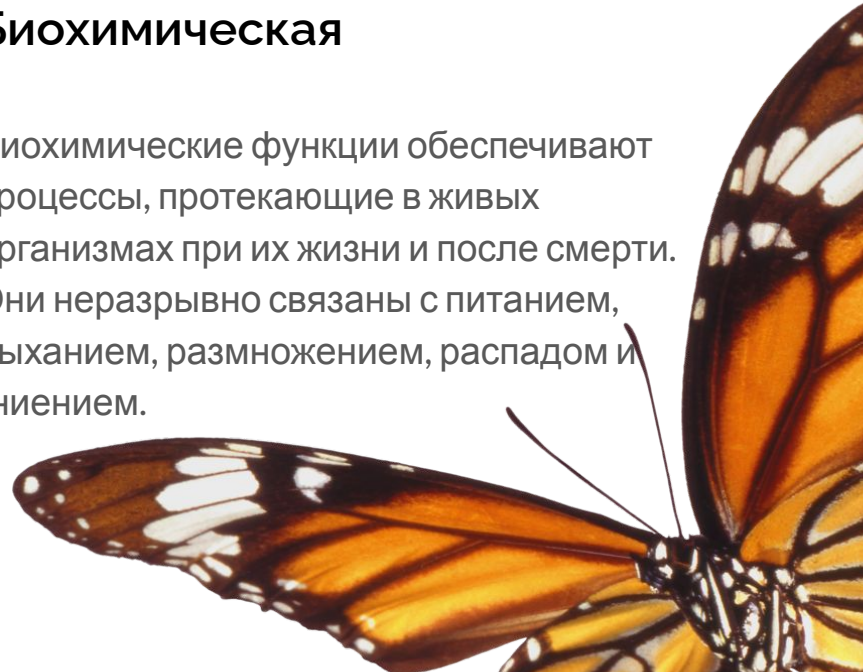 Биохимическая
иохимические функции обеспечивают
роцессы, протекающие в живых
рганизмах при их жизни и после смерти.
Они неразрывно связаны с питанием,
ыханием, размножением, распадом и
ниением.